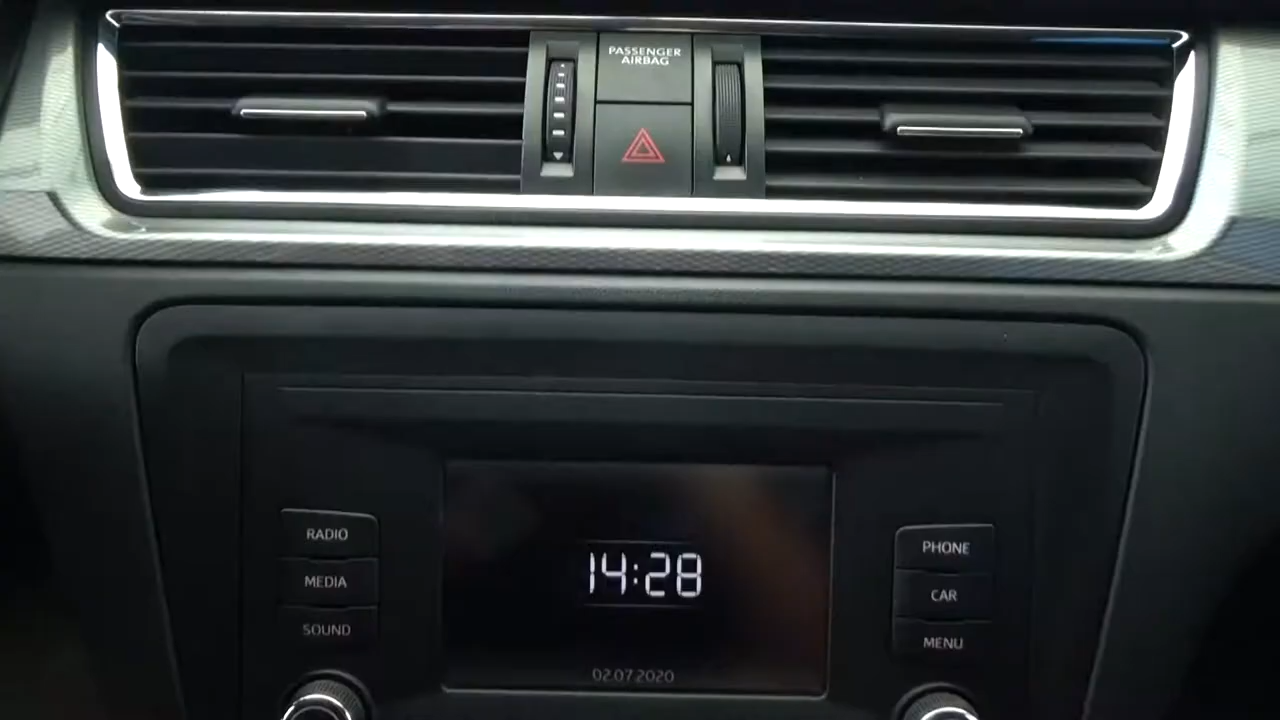 PASSENGER
AIRBAG
RADIO
MEDIA
SOUND
14:28
02.07.2020
PHONE
CAR
MENU